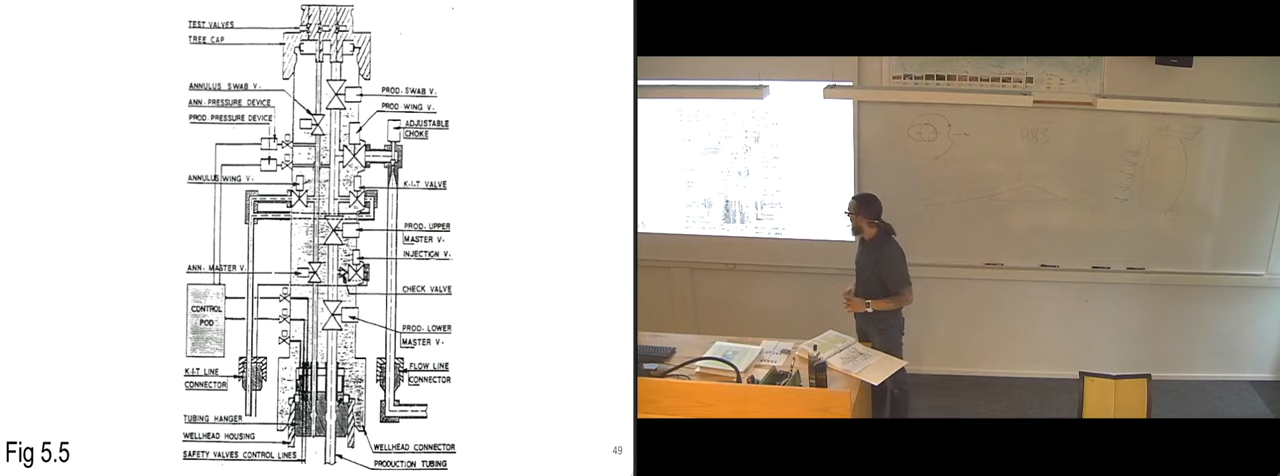 TEST VALVES
TREE CAP
ANNULUS SWAB V.
ANN. PRESSURE DEVICE
PROD. PRESSURE DEVICE
PROD. SWAB V.
PROD. WING V.
ADJUSTABLE
CHOKE
ANNULUS WING V.
K.I.T VALVE
PROD. UPPER
MASTER V.
INJECTION V.
ANN. MASTER V.
CHECK VALVE
CONTROL
POD
PROD. LOWER
MASTER V.
K.I.T LINE
CONNECTOR
FLOW LINE
CONNECTOR
TUBING HANGER
WELLHEAD HOUSING
SAFETY VALVES CONTROL LINES
WELLHEAD CONNECTOR
PRODUCTION TUBING
Fig 5.5
49